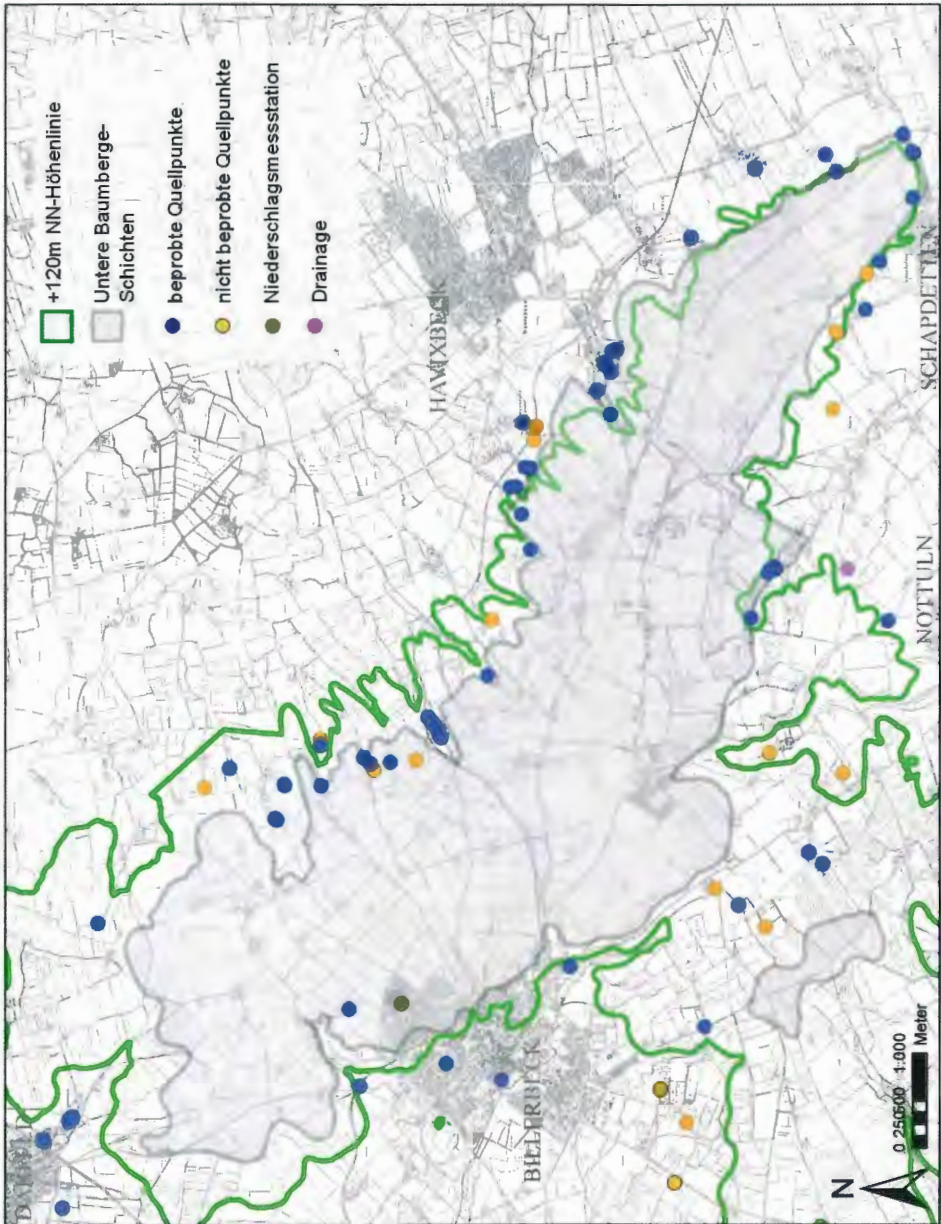 +120m NN-Höhenlinie
Untere Baumberge-
Schichten
beprobte Quellpunkte
nicht beprobte Quellpunkte
Niederschlagsmessstation
Drainage
HAVIXBECK
BILLERBECK
NOTTULN
SCHAPDETTEN
N
0 250500 1:000
Meter